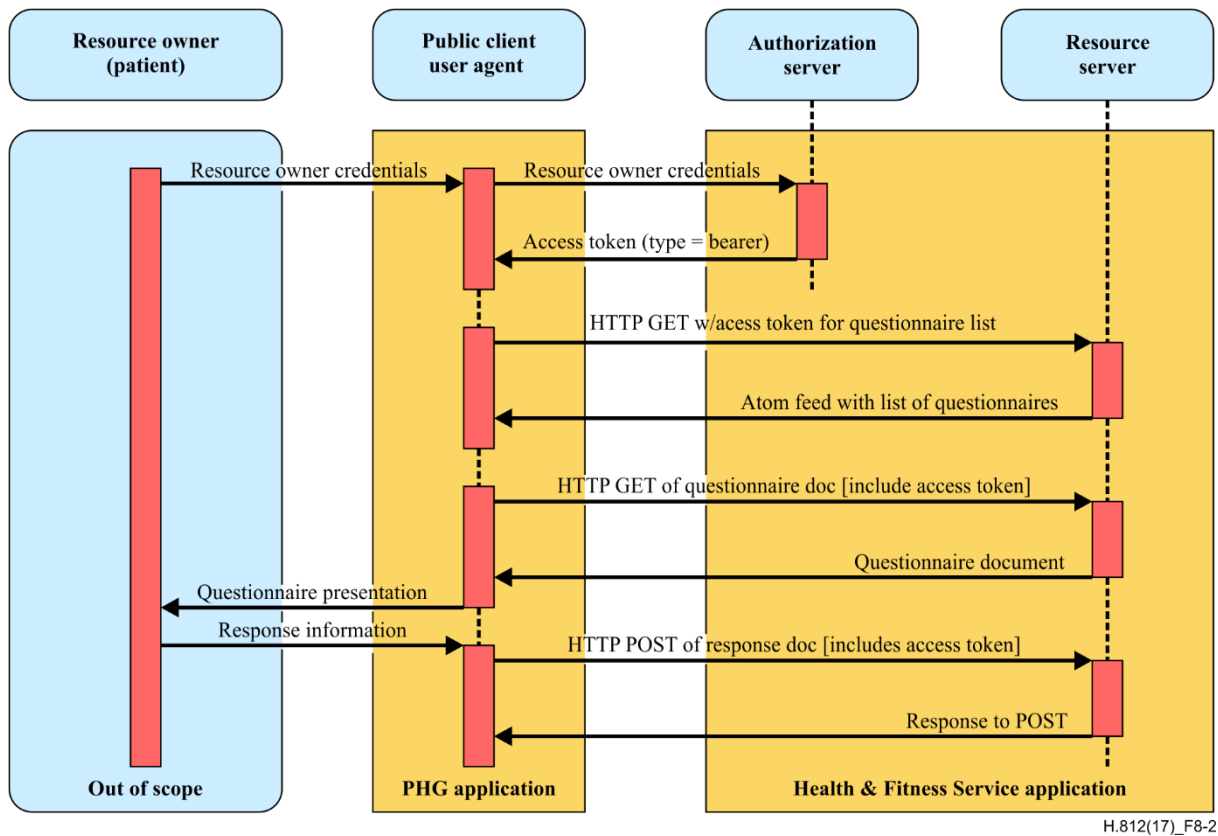 Resource owner
(patient)
Public client
user agent
Authorization
server
Resource
server
Resource owner credentials
Resource owner credentials
Access token (type = bearer)
HTTP GET w/acess token for questionnaire list
Atom feed with list of questionnaires
HTTP GET of questionnaire doc [include access token]
Questionnaire document
Questionnaire presentation
Response information
HTTP POST of response doc [includes access token]
Response to POST
Out of scope
PHG application
Health & Fitness Service application
H.812(17)_F8-2